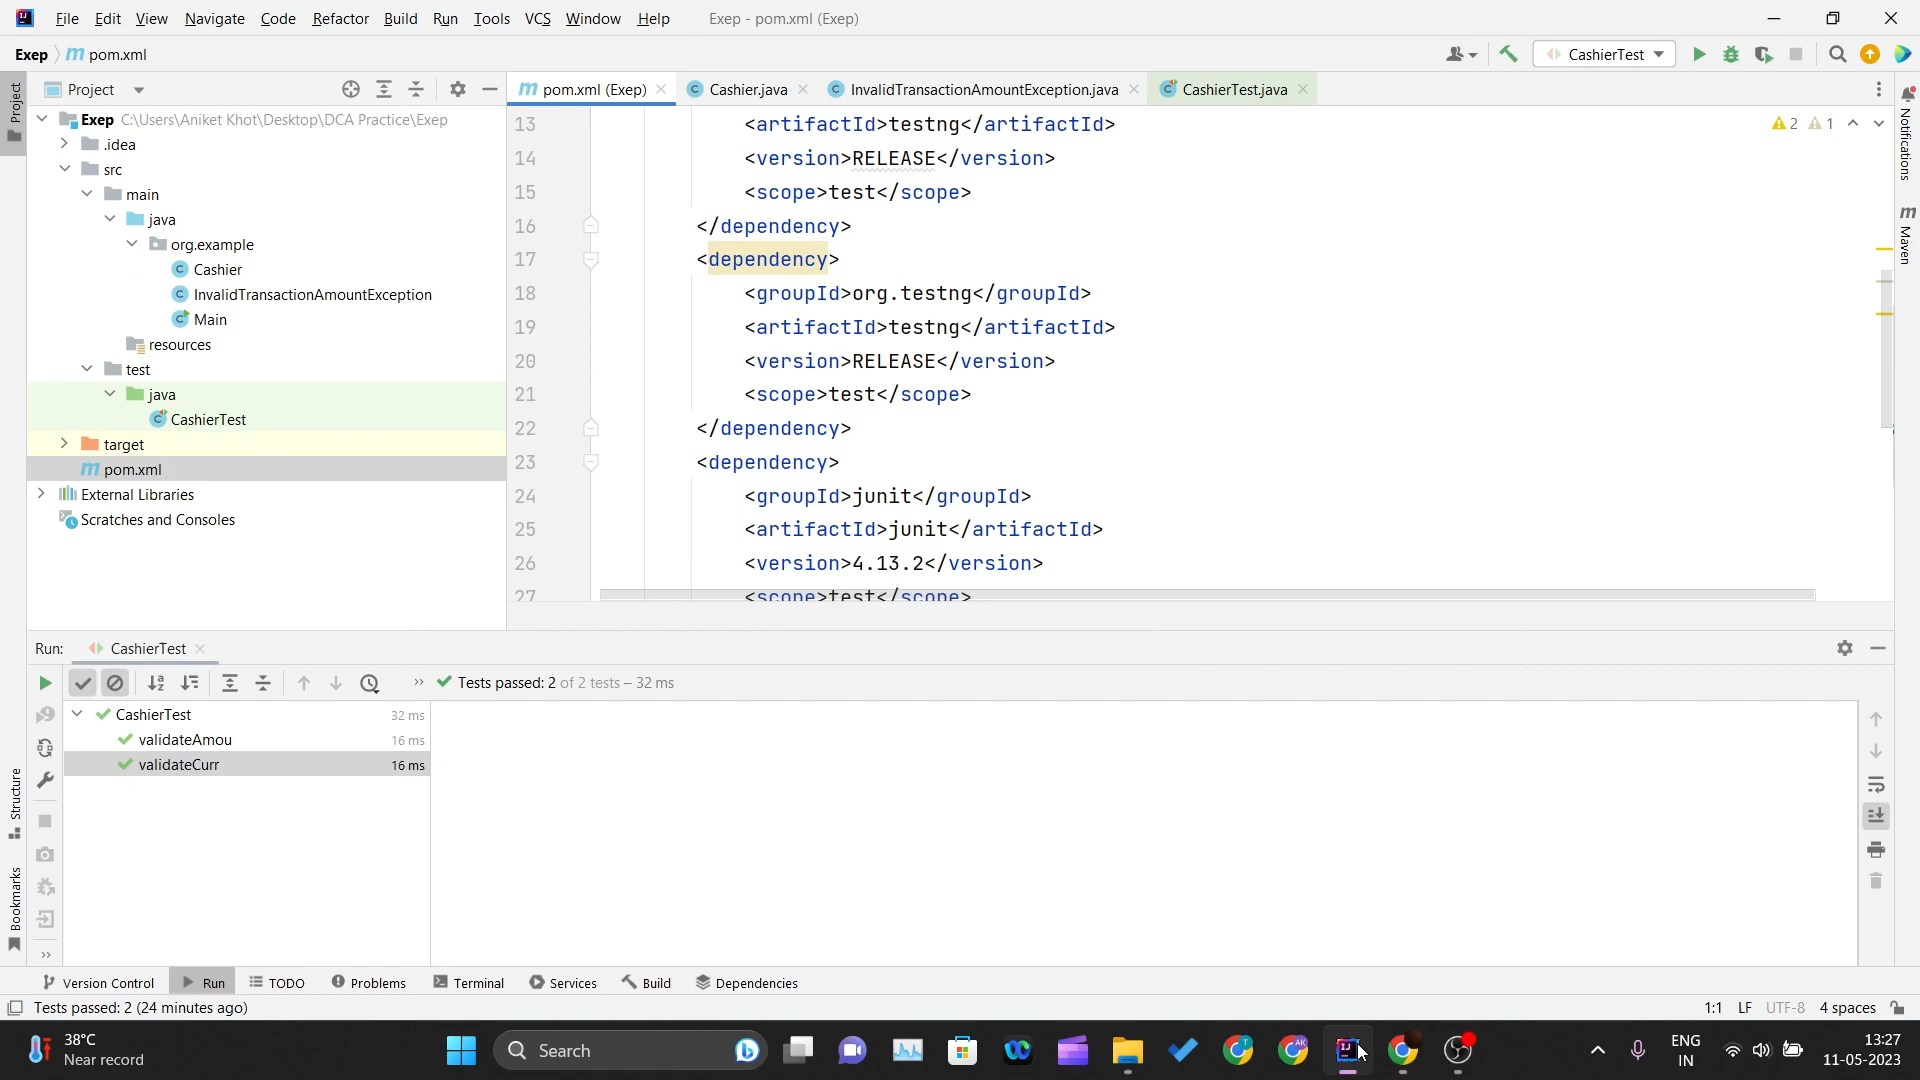 File Edit View Navigate Code Refactor Build Run Tools VCS Window Help Exep - pom.xml (Exep)
Exep m pom.xml CashierTest
Project
Project
pom.xml (Exep) Cashier.java InvalidTransactionAmountException.java CashierTest.java
Exep C:\Users\Aniket Khot\Desktop\DCA Practice\Exep
.idea
src
main
java
org.example
Cashier
InvalidTransactionAmountException
Main
resources
test
java
CashierTest
target
pom.xml
External Libraries
Scratches and Consoles
2 1
13 <artifactId>testng</artifactId>
14 <version>RELEASE</version>
15 <scope>test</scope>
16 </dependency>
17 <dependency>
18 <groupId>org.testng</groupId>
19 <artifactId>testng</artifactId>
20 <version>RELEASE</version>
21 <scope>test</scope>
22 </dependency>
23 <dependency>
24 <groupId>junit</groupId>
25 <artifactId>junit</artifactId>
26 <version>4.13.2</version>
27 <scope>test</scope>
Notifications
Maven
Run: CashierTest
Tests passed: 2 of 2 tests – 32 ms
CashierTest 32 ms
validateAmou 16 ms
validateCurr 16 ms
Structure
Bookmarks
Version Control Run TODO Problems Terminal Services Build Dependencies
Tests passed: 2 (24 minutes ago) 1:1 LF UTF-8 4 spaces
38°C
Near record
Search
ENG
IN
13:27
11-05-2023